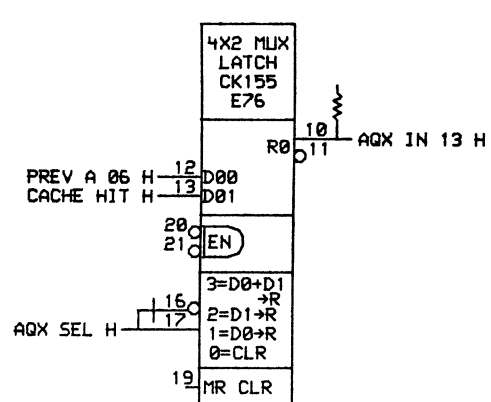 4X2 MUX
LATCH
CK155
E76
10
R0 AQX IN 13 H
11
PREV A 06 H 12 D00
CACHE HIT H 13 D01
20
21 EN
3=D0+D1
→R
16
2=D1→R
AQX SEL H 17 1=D0→R
0=CLR
19 MR CLR